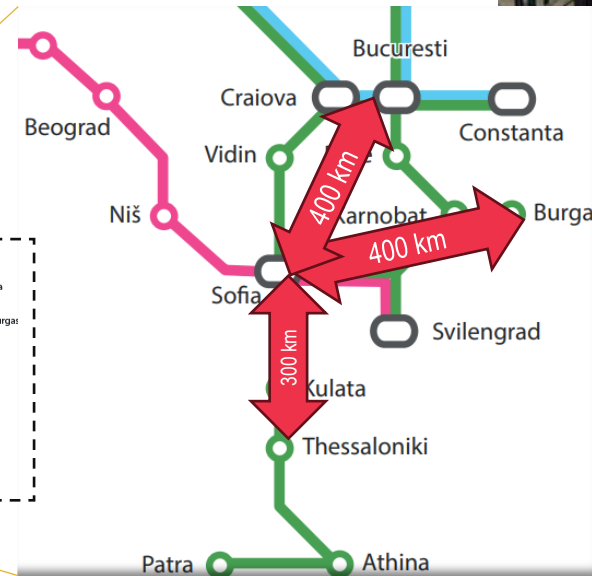 Bucuresti
Craiova
Constanta
Beograd
Vidin
400 km
Niš
Karnobat
Burga
400 km
Sofia
Svilengrad
300 km
Kulata
Thessaloniki
Patra
Athina